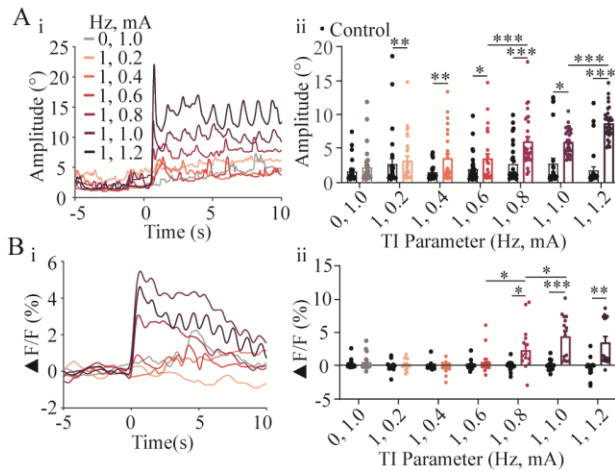 A
i
Hz, mA
0, 1.0
1, 0.2
1, 0.4
1, 0.6
1, 0.8
1, 1.0
1, 1.2
Amplitude (°)
25
20
15
10
5
0
-5 0 5 10
Time (s)
ii
• Control
Amplitude (°)
20
15
10
5
0
** ** * *** *** * *** ***
0, 1.0 1, 0.2 1, 0.4 1, 0.6 1, 0.8 1, 1.0 1, 1.2
TI Parameter (Hz, mA)
B
i
▲F/F (%)
6
4
2
0
-2
-5 0 5 10
Time(s)
ii
▲F/F (%)
15
10
5
0
-5
* * * *** **
0, 1.0 1, 0.2 1, 0.4 1, 0.6 1, 0.8 1, 1.0 1, 1.2
TI Parameter (Hz, mA)